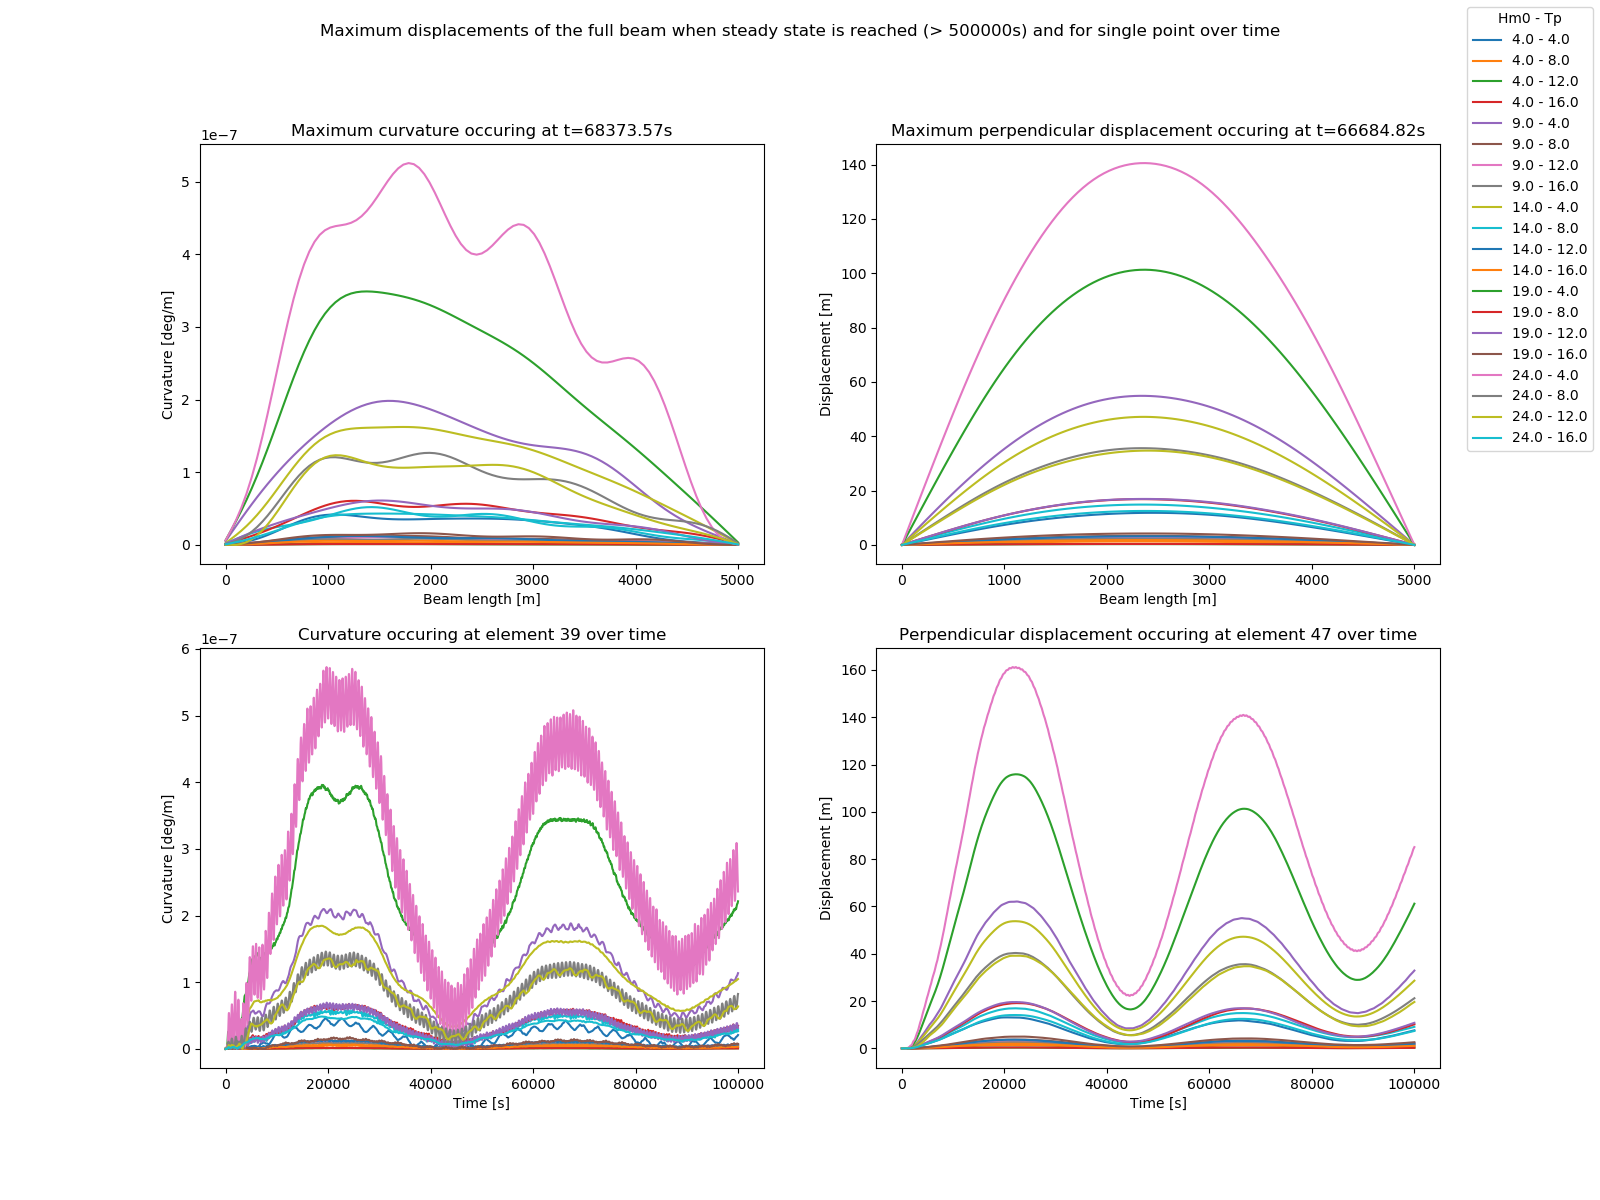 Maximum displacements of the full beam when steady state is reached (> 500000s) and for single point over time
Hm0 - Tp
4.0 - 4.0
4.0 - 8.0
4.0 - 12.0
4.0 - 16.0
9.0 - 4.0
9.0 - 8.0
9.0 - 12.0
9.0 - 16.0
14.0 - 4.0
14.0 - 8.0
14.0 - 12.0
14.0 - 16.0
19.0 - 4.0
19.0 - 8.0
19.0 - 12.0
19.0 - 16.0
24.0 - 4.0
24.0 - 8.0
24.0 - 12.0
24.0 - 16.0
Maximum curvature occuring at t=68373.57s
1e−7
Curvature [deg/m]
5
4
3
2
1
0
0 1000 2000 3000 4000 5000
Beam length [m]
Maximum perpendicular displacement occuring at t=66684.82s
Displacement [m]
140
120
100
80
60
40
20
0
0 1000 2000 3000 4000 5000
Beam length [m]
Curvature occuring at element 39 over time
1e−7
Curvature [deg/m]
6
5
4
3
2
1
0
0 20000 40000 60000 80000 100000
Time [s]
Perpendicular displacement occuring at element 47 over time
Displacement [m]
160
140
120
100
80
60
40
20
0
0 20000 40000 60000 80000 100000
Time [s]